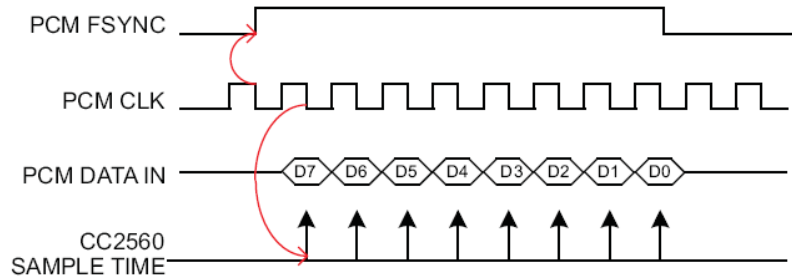 PCM FSYNC
PCM CLK
PCM DATA IN
D7 D6 D5 D4 D3 D2 D1 D0
CC2560
SAMPLE TIME